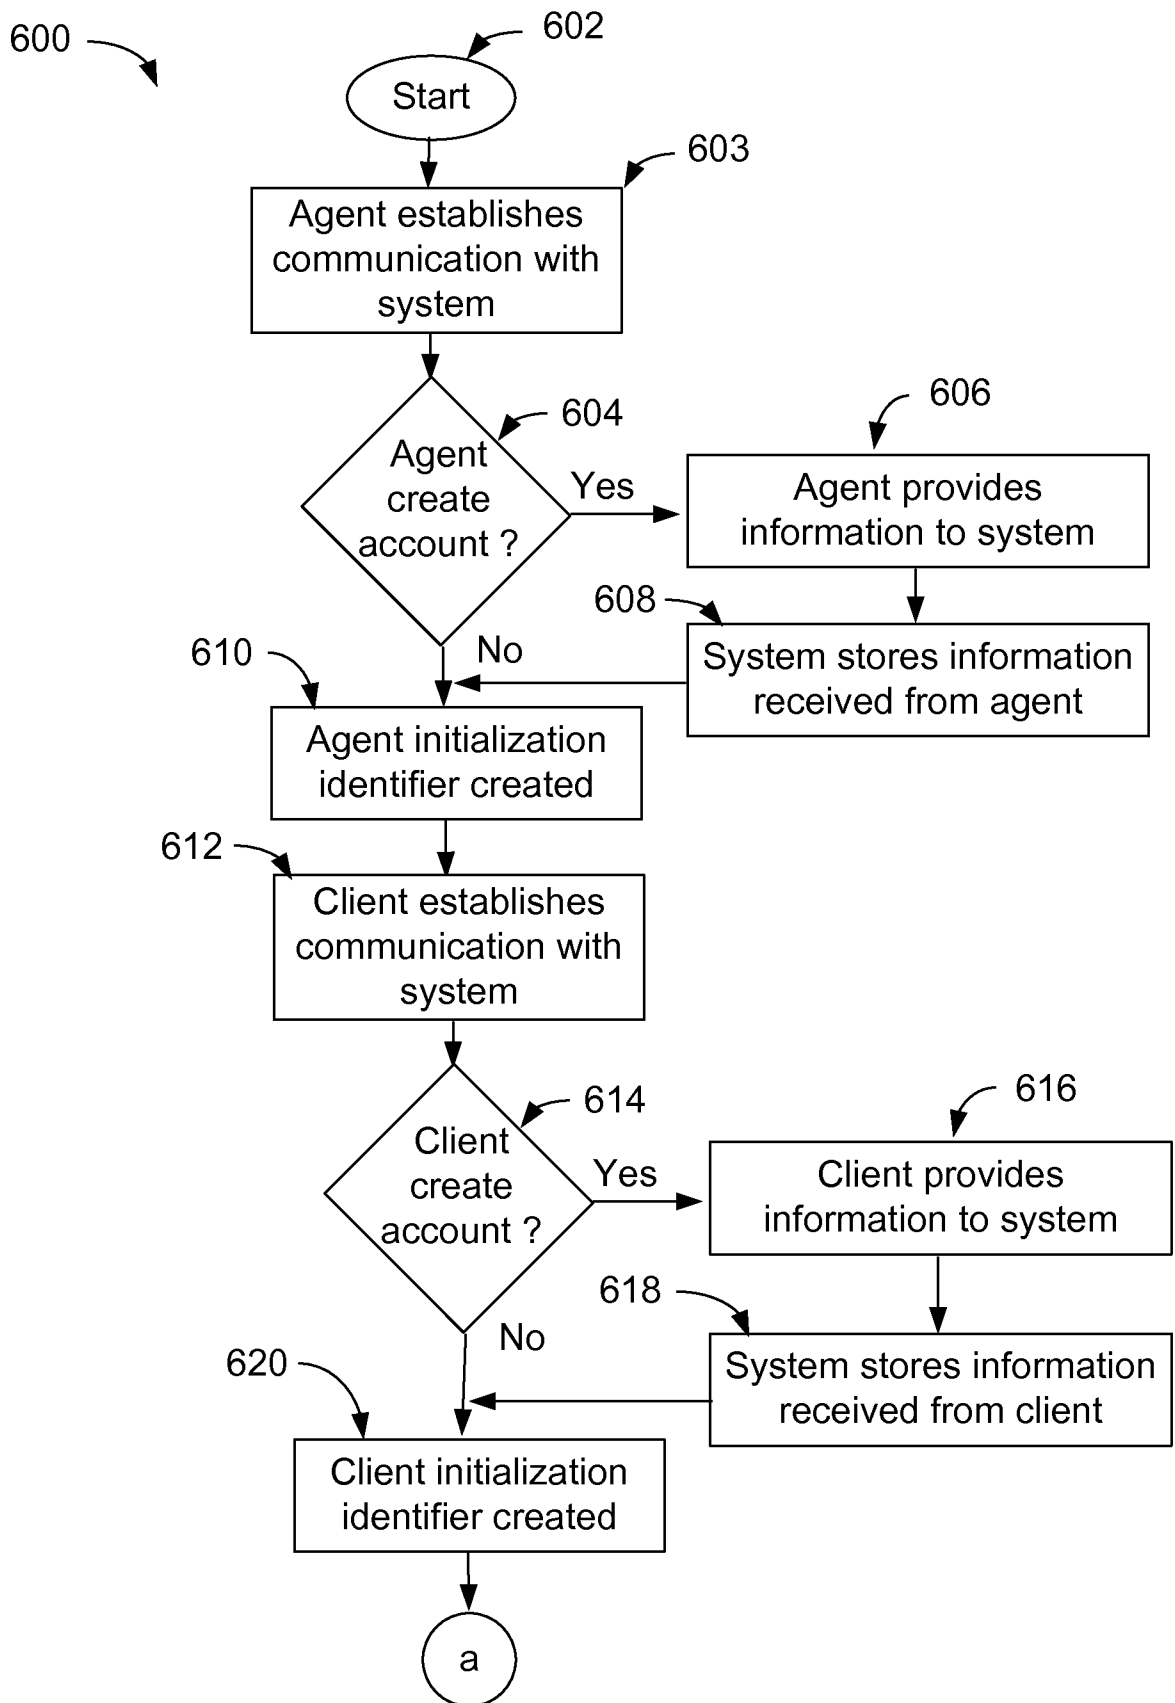 600
602
Start
603
Agent establishes
communication with
system
604
Agent
create
account ?
Yes
606
Agent provides
information to system
608
System stores information
received from agent
No
610
Agent initialization
identifier created
612
Client establishes
communication with
system
614
Client
create
account ?
Yes
616
Client provides
information to system
618
System stores information
received from client
No
620
Client initialization
identifier created
a